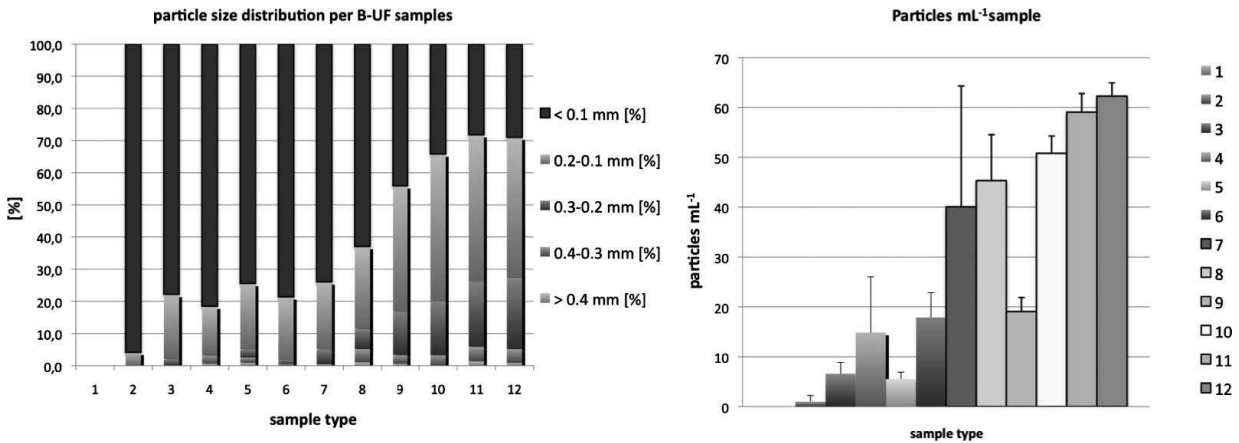 particle size distribution per B-UF samples
100,0
90,0
80,0
70,0
60,0
50,0
40,0
30,0
20,0
10,0
0,0
[%]
1 2 3 4 5 6 7 8 9 10 11 12
sample type
< 0.1 mm [%]
0.2-0.1 mm [%]
0.3-0.2 mm [%]
0.4-0.3 mm [%]
> 0.4 mm [%]
Particles mL⁻¹sample
70
60
50
40
30
20
10
0
particles mL⁻¹
sample type
1
2
3
4
5
6
7
8
9
10
11
12